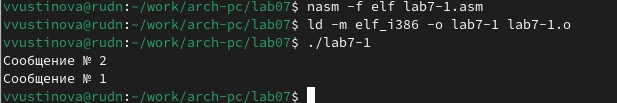 vvustinova@rudn:~/work/arch-pc/lab07$ nasm -f elf lab7-1.asm
vvustinova@rudn:~/work/arch-pc/lab07$ ld -m elf_i386 -o lab7-1 lab7-1.o
vvustinova@rudn:~/work/arch-pc/lab07$ ./lab7-1
Сообщение № 2
Сообщение № 1
vvustinova@rudn:~/work/arch-pc/lab07$